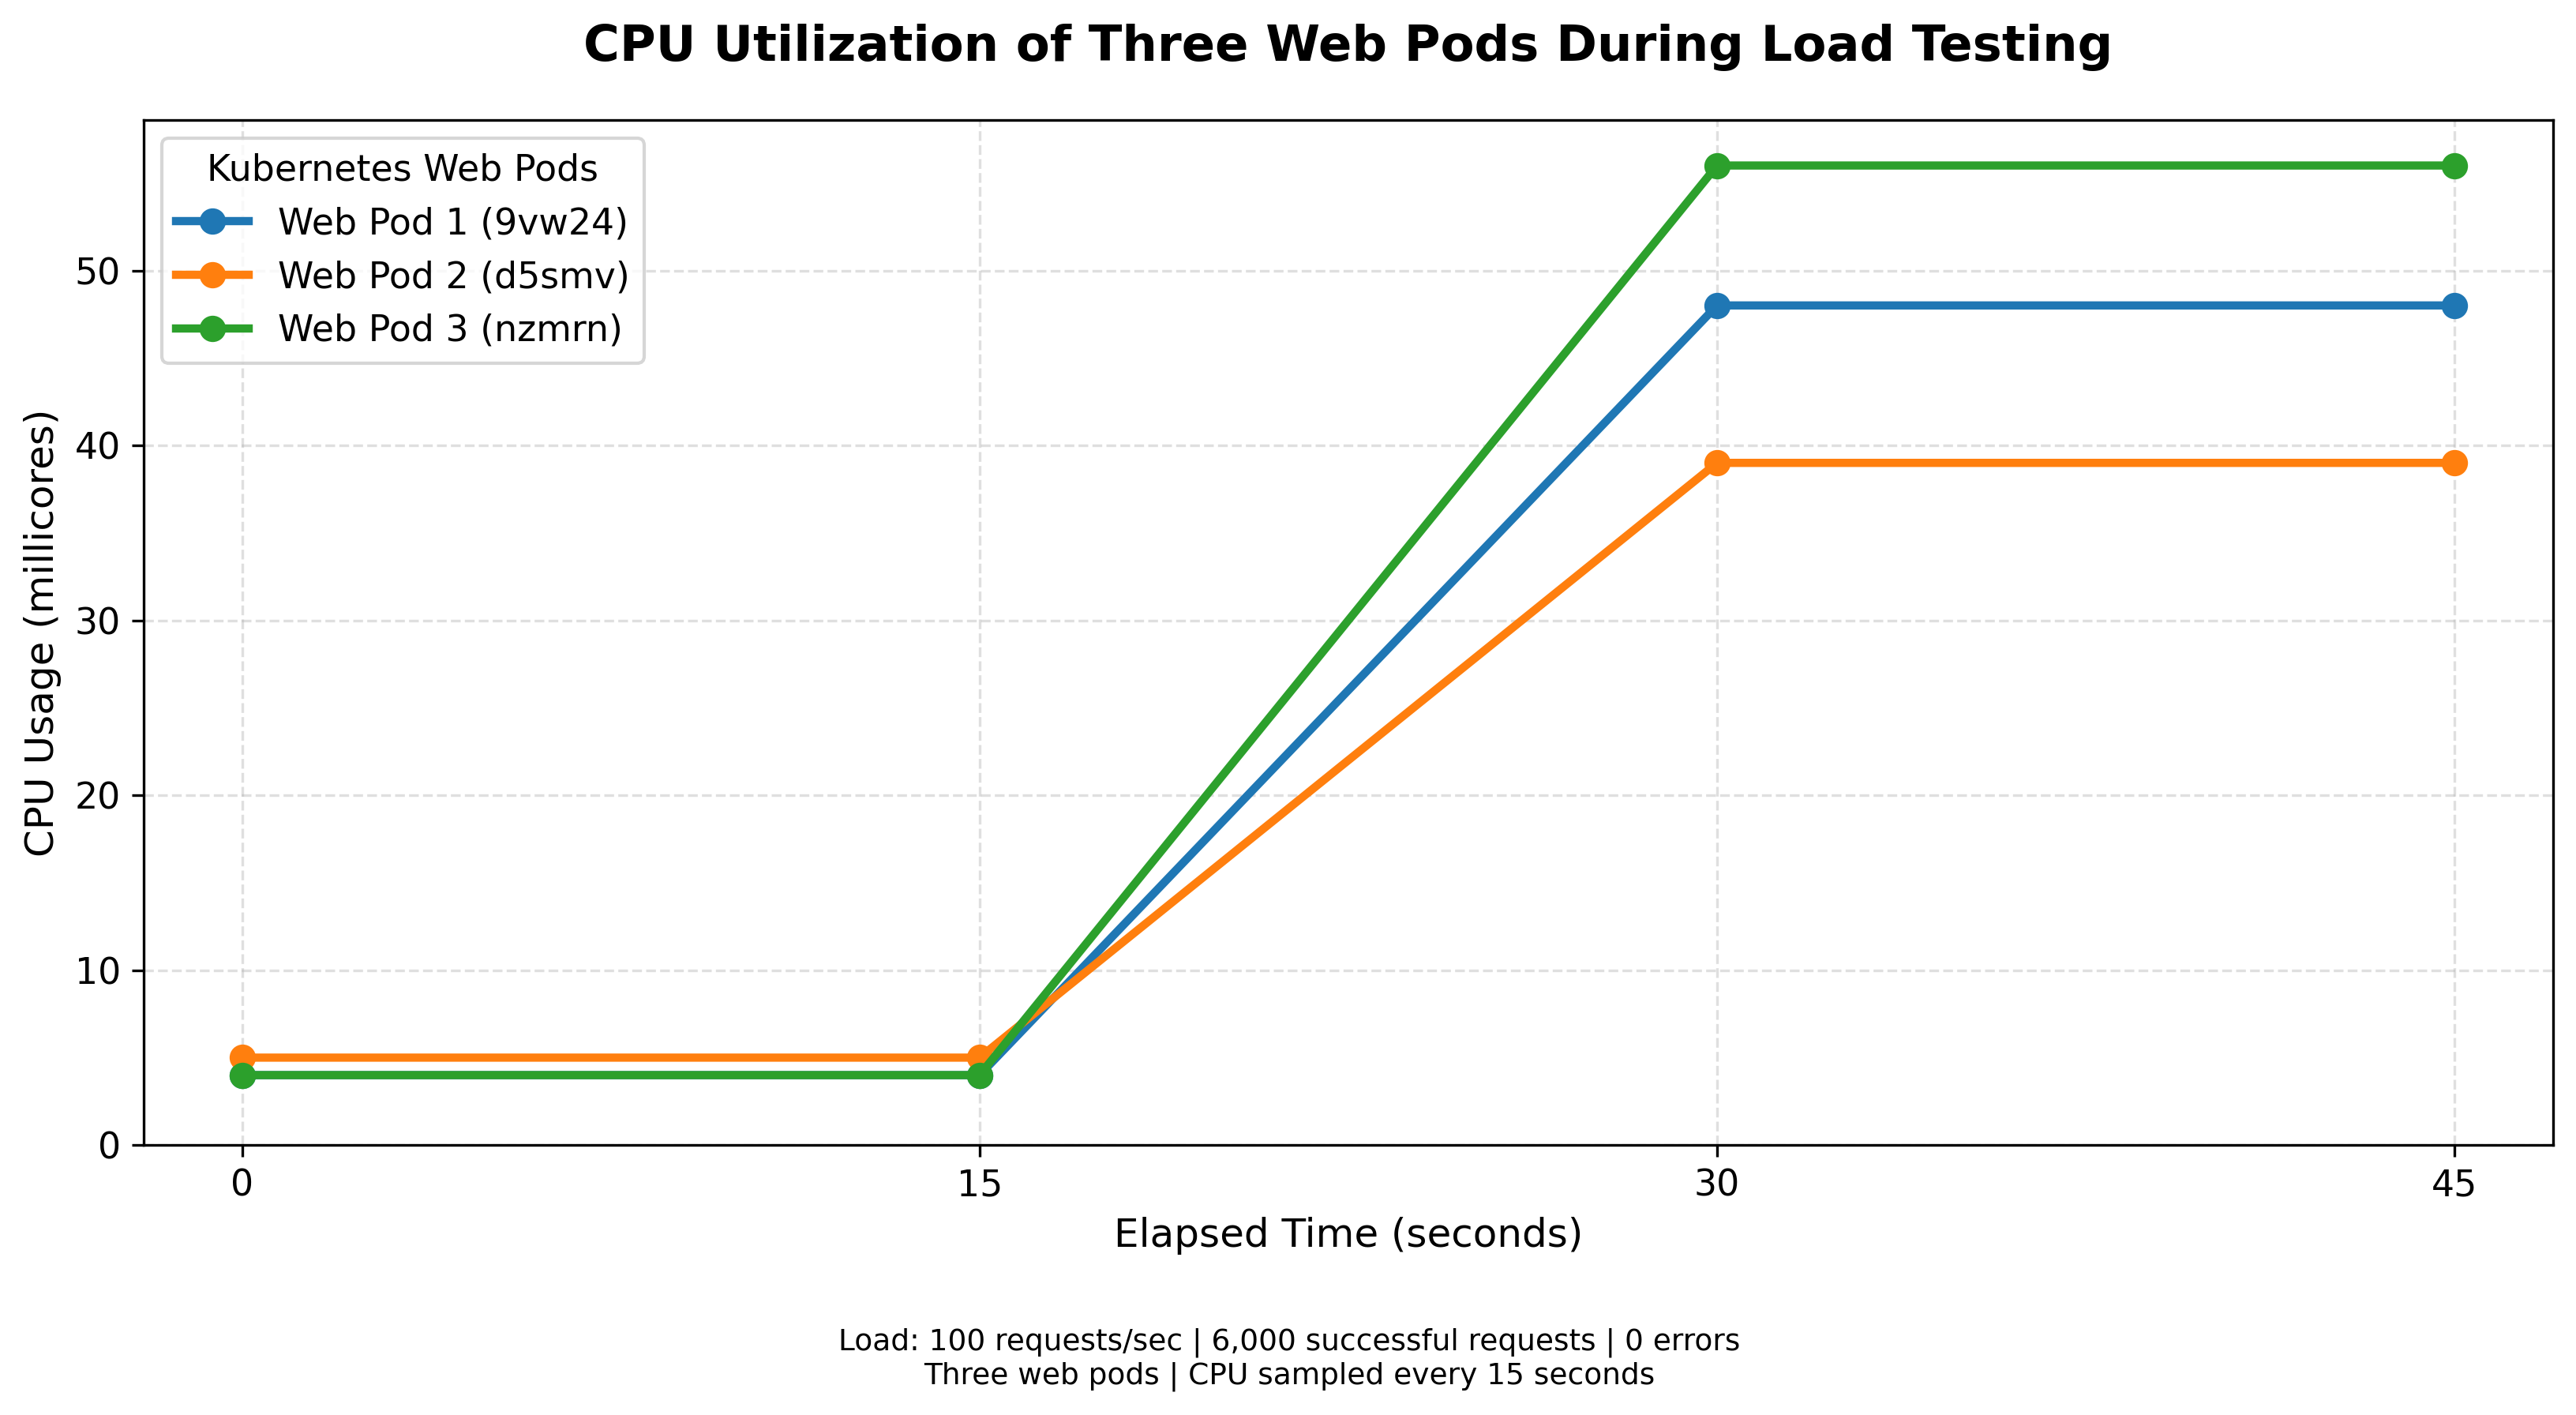 CPU Utilization of Three Web Pods During Load Testing
Kubernetes Web Pods
Web Pod 1 (9vw24)
Web Pod 2 (d5smv)
Web Pod 3 (nzmrn)
CPU Usage (millicores)
50
40
30
20
10
0
0 15 30 45
Elapsed Time (seconds)
Load: 100 requests/sec | 6,000 successful requests | 0 errors
Three web pods | CPU sampled every 15 seconds